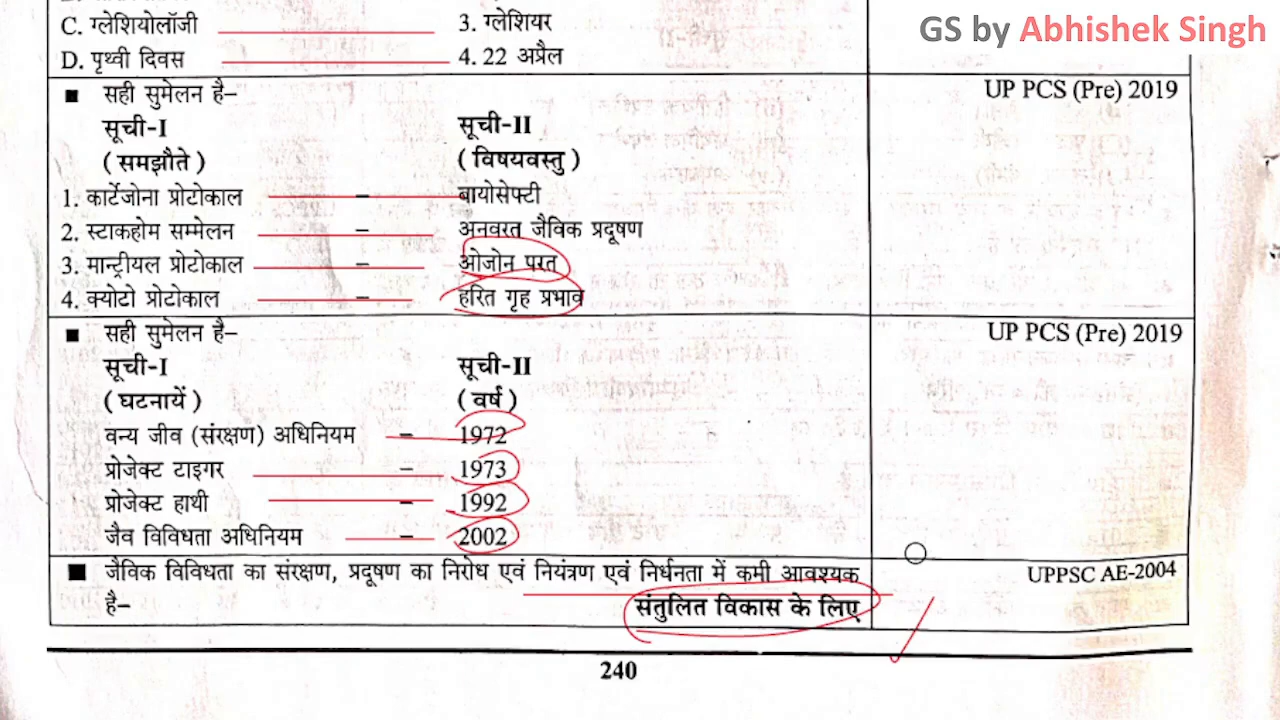 GS by Abhishek Singh
C. ग्लेशियोलॉजी 3. ग्लेशियर
D. पृथ्वी दिवस 4. 22 अप्रैल
■ सही सुमेलन है– UP PCS (Pre) 2019
सूची-I सूची-II
( समझौते ) ( विषयवस्तु )
1. कार्टेजोना प्रोटोकाल – बायोसेफ्टी
2. स्टाकहोम सम्मेलन – अनवरत जैविक प्रदूषण
3. मान्ट्रीयल प्रोटोकाल – ओजोन परत
4. क्योटो प्रोटोकाल – हरित गृह प्रभाव
■ सही सुमेलन है– UP PCS (Pre) 2019
सूची-I सूची-II
( घटनायें ) ( वर्ष )
वन्य जीव (संरक्षण) अधिनियम – 1972
प्रोजेक्ट टाइगर – 1973
प्रोजेक्ट हाथी – 1992
जैव विविधता अधिनियम – 2002
■ जैविक विविधता का संरक्षण, प्रदूषण का निरोध एवं नियंत्रण एवं निर्धनता में कमी आवश्यक UPPSC AE-2004
है– संतुलित विकास के लिए
240